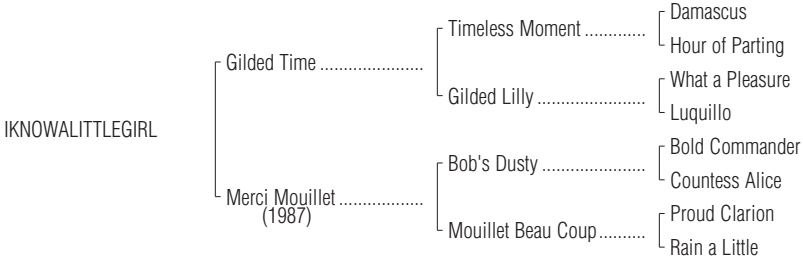 Damascus
Timeless Moment .............
Hour of Parting
Gilded Time ......................
What a Pleasure
Gilded Lilly .......................
Luquillo
IKNOWALITTLEGIRL
Bold Commander
Bob's Dusty ......................
Countess Alice
Merci Mouillet ..................
(1987)
Proud Clarion
Mouillet Beau Coup..........
Rain a Little